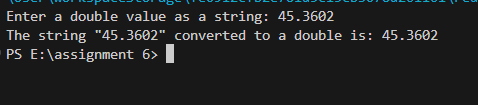 Enter a double value as a string: 45.3602
The string "45.3602" converted to a double is: 45.3602
PS E:\assignment 6>